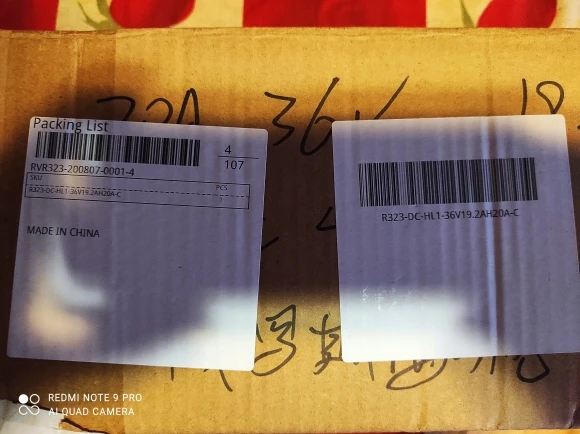 36V
Packing List
4
107
RVR323-200807-0001-4
SKU
PCS
R323-DC-HL1-36V19.2AH20A-C
MADE IN CHINA
R323-DC-HL1-36V19.2AH20A-C
REDMI NOTE 9 PRO
AI QUAD CAMERA